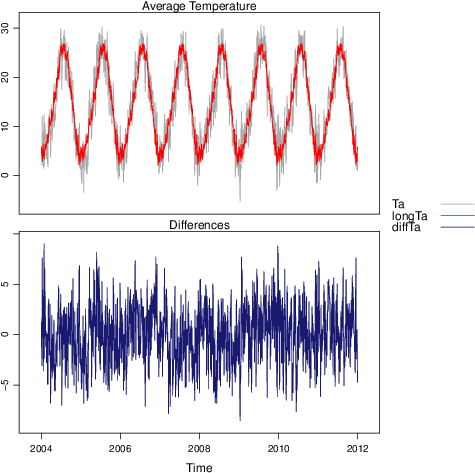 Average Temperature
30
20
10
0
Ta
longTa
diffTa
Differences
5
0
−5
2004 2006 2008 2010 2012
Time